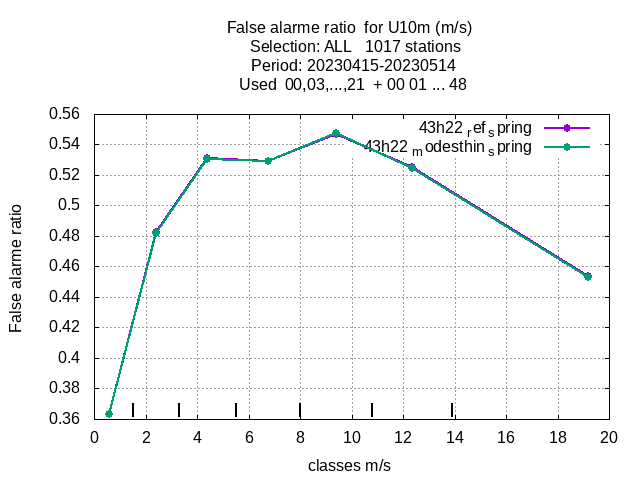 False alarme ratio  for U10m (m/s)
Selection: ALL   1017 stations
Period: 20230415-20230514
Used  00,03,...,21  + 00 01 ... 48
43h22_ref_spring
43h22_modesthin_spring
0.56
0.54
0.52
0.5
0.48
0.46
0.44
0.42
0.4
0.38
0.36
False alarme ratio
0 2 4 6 8 10 12 14 16 18 20
classes m/s